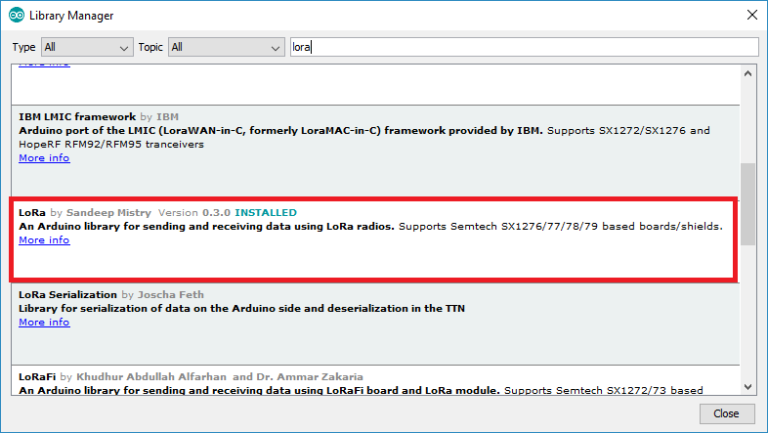 Library Manager
Type All Topic All lora
More info
IBM LMIC framework by IBM
Arduino port of the LMIC (LoraWAN-in-C, formerly LoraMAC-in-C) framework provided by IBM. Supports SX1272/SX1276 and
HopeRF RFM92/RFM95 tranceivers
More info
LoRa by Sandeep Mistry Version 0.3.0 INSTALLED
An Arduino library for sending and receiving data using LoRa radios. Supports Semtech SX1276/77/78/79 based boards/shields.
More info
LoRa Serialization by Joscha Feth
Library for serialization of data on the Arduino side and deserialization in the TTN
More info
LoRaFi by Khudhur Abdullah Alfarhan and Dr. Ammar Zakaria
An Arduino library for sending and receiving data using LoRaFi board and LoRa module. Supports Semtech SX1272/73 based
Close